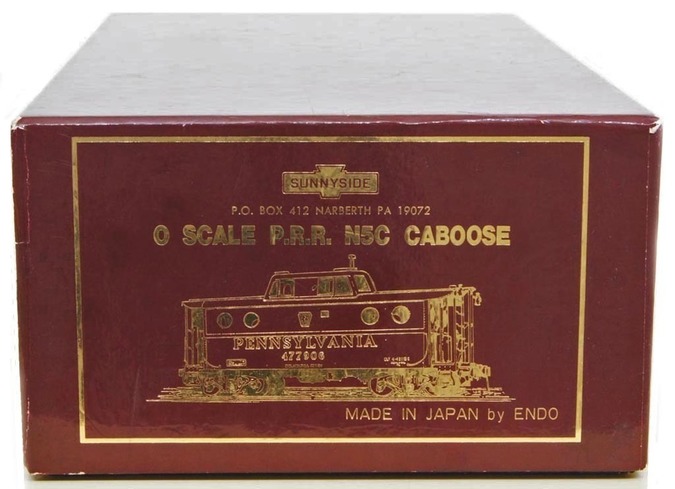 SUNNYSIDE
P.O. BOX 412 NARBERTH PA 19072
O SCALE P.R.R. N5C CABOOSE
PENNSYLVANIA
477906
MADE IN JAPAN by ENDO